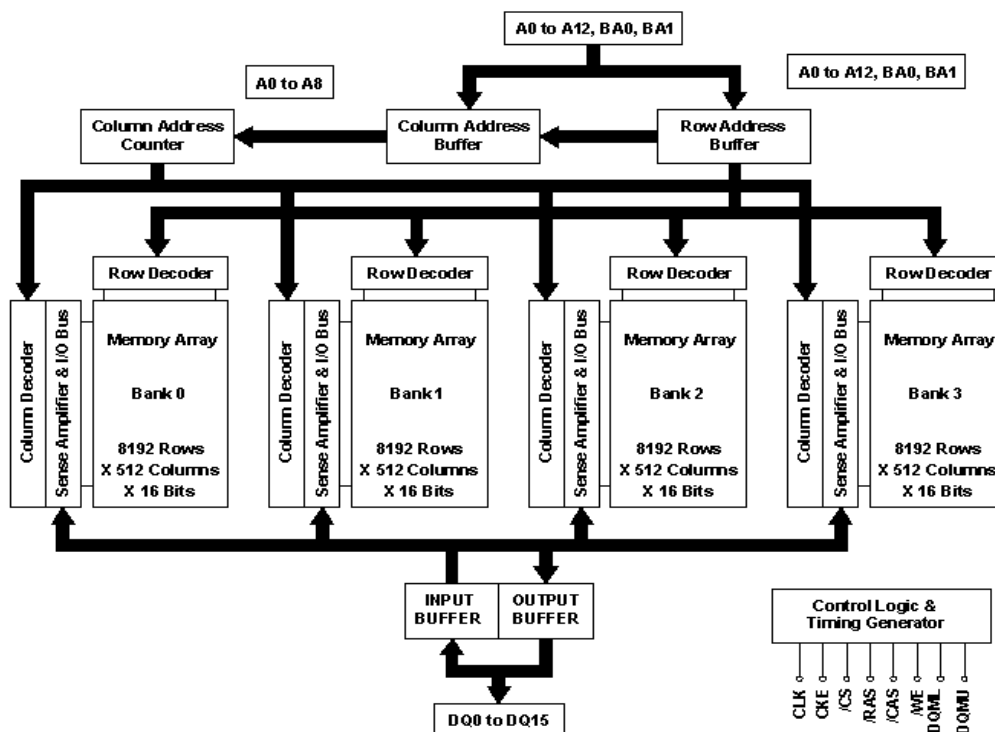 A0 to A12, BA0, BA1
A0 to A8
A0 to A12, BA0, BA1
Column Address
Counter
Column Address
Buffer
Row Address
Buffer
Row Decoder
Row Decoder
Row Decoder
Row Decoder
Column Decoder
Sense Amplifier & I/O Bus
Memory Array
Bank 0
8192 Rows
X 512 Columns
X 16 Bits
Column Decoder
Sense Amplifier & I/O Bus
Memory Array
Bank 1
8192 Rows
X 512 Columns
X 16 Bits
Column Decoder
Sense Amplifier & I/O Bus
Memory Array
Bank 2
8192 Rows
X 512 Columns
X 16 Bits
Column Decoder
Sense Amplifier & I/O Bus
Memory Array
Bank 3
8192 Rows
X 512 Columns
X 16 Bits
INPUT
BUFFER
OUTPUT
BUFFER
DQ0 to DQ15
Control Logic &
Timing Generator
CLK
CKE
/CS
/RAS
/CAS
/WE
DQML
DQMU